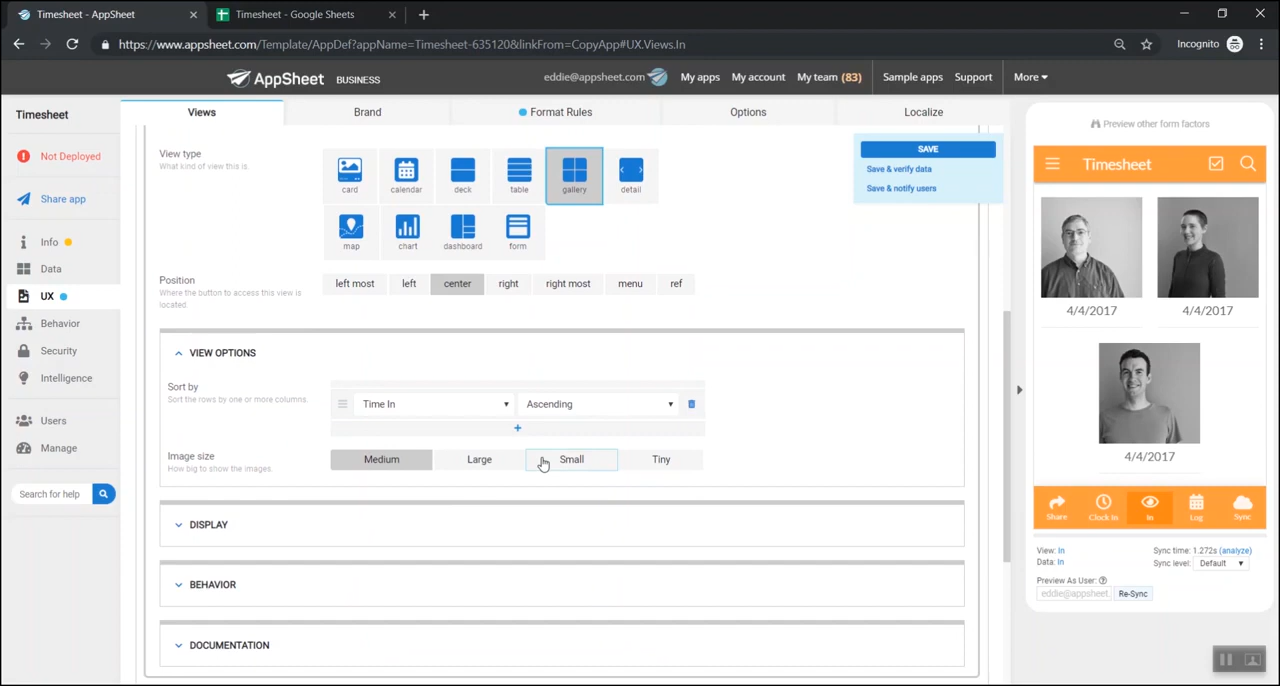 Timesheet - AppSheet
Timesheet - Google Sheets
https://www.appsheet.com/Template/AppDef?appName=Timesheet-635120&linkFrom=CopyApp#UX.Views.In
Incognito
AppSheet BUSINESS
eddie@appsheet.com
My apps
My account
My team (83)
Sample apps
Support
More
Timesheet
Not Deployed
Share app
Info
Data
UX
Behavior
Security
Intelligence
Users
Manage
Search for help
Views
Brand
Format Rules
Options
Localize
View type
What kind of view this is.
card
calendar
deck
table
gallery
detail
map
chart
dashboard
form
SAVE
Save & verify data
Save & notify users
Position
Where the button to access this view is
located.
left most
left
center
right
right most
menu
ref
VIEW OPTIONS
Sort by
Sort the rows by one or more columns.
Time In
Ascending
+
Image size
How big to show the images.
Medium
Large
Small
Tiny
DISPLAY
BEHAVIOR
DOCUMENTATION
Preview other form factors
Timesheet
4/4/2017
4/4/2017
4/4/2017
Share
Clock In
In
Log
Sync
View: In
Sync time: 1.272s (analyze)
Data: In
Sync level: Default
Preview As User:
eddie@appsheet.
Re-Sync